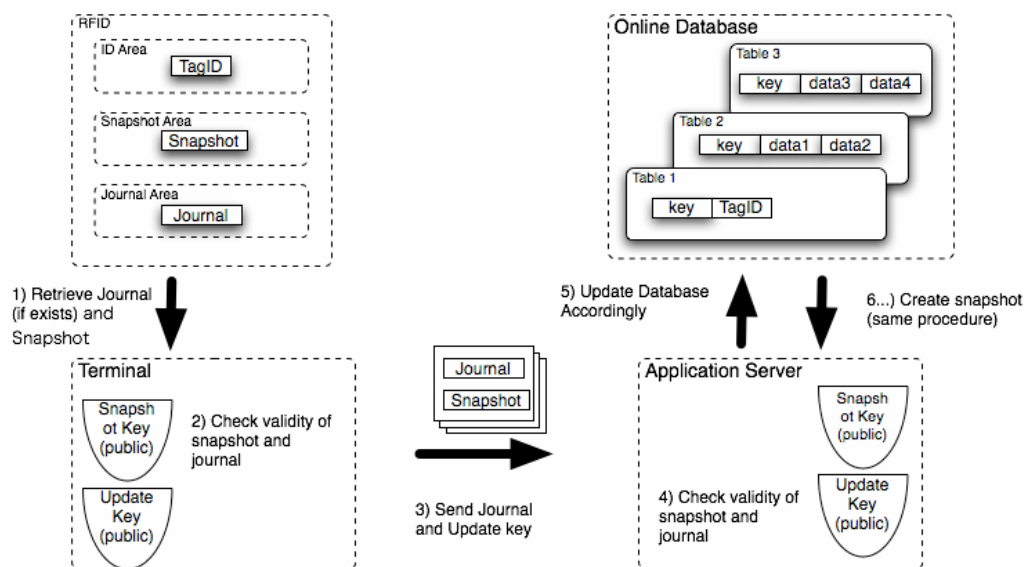 RFID
ID Area
TagID
Snapshot Area
Snapshot
Journal Area
Journal
Online Database
Table 3
key data3 data4
Table 2
key data1 data2
Table 1
key TagID
1) Retrieve Journal
(if exists) and
Snapshot
5) Update Database
Accordingly
6...) Create snapshot
(same procedure)
Terminal
Snapsh
ot Key
(public)
Update
Key
(public)
2) Check validity of
snapshot and
journal
Journal
Snapshot
3) Send Journal
and Update key
Application Server
Snapsh
ot Key
(public)
Update
Key
(public)
4) Check validity of
snapshot and
journal